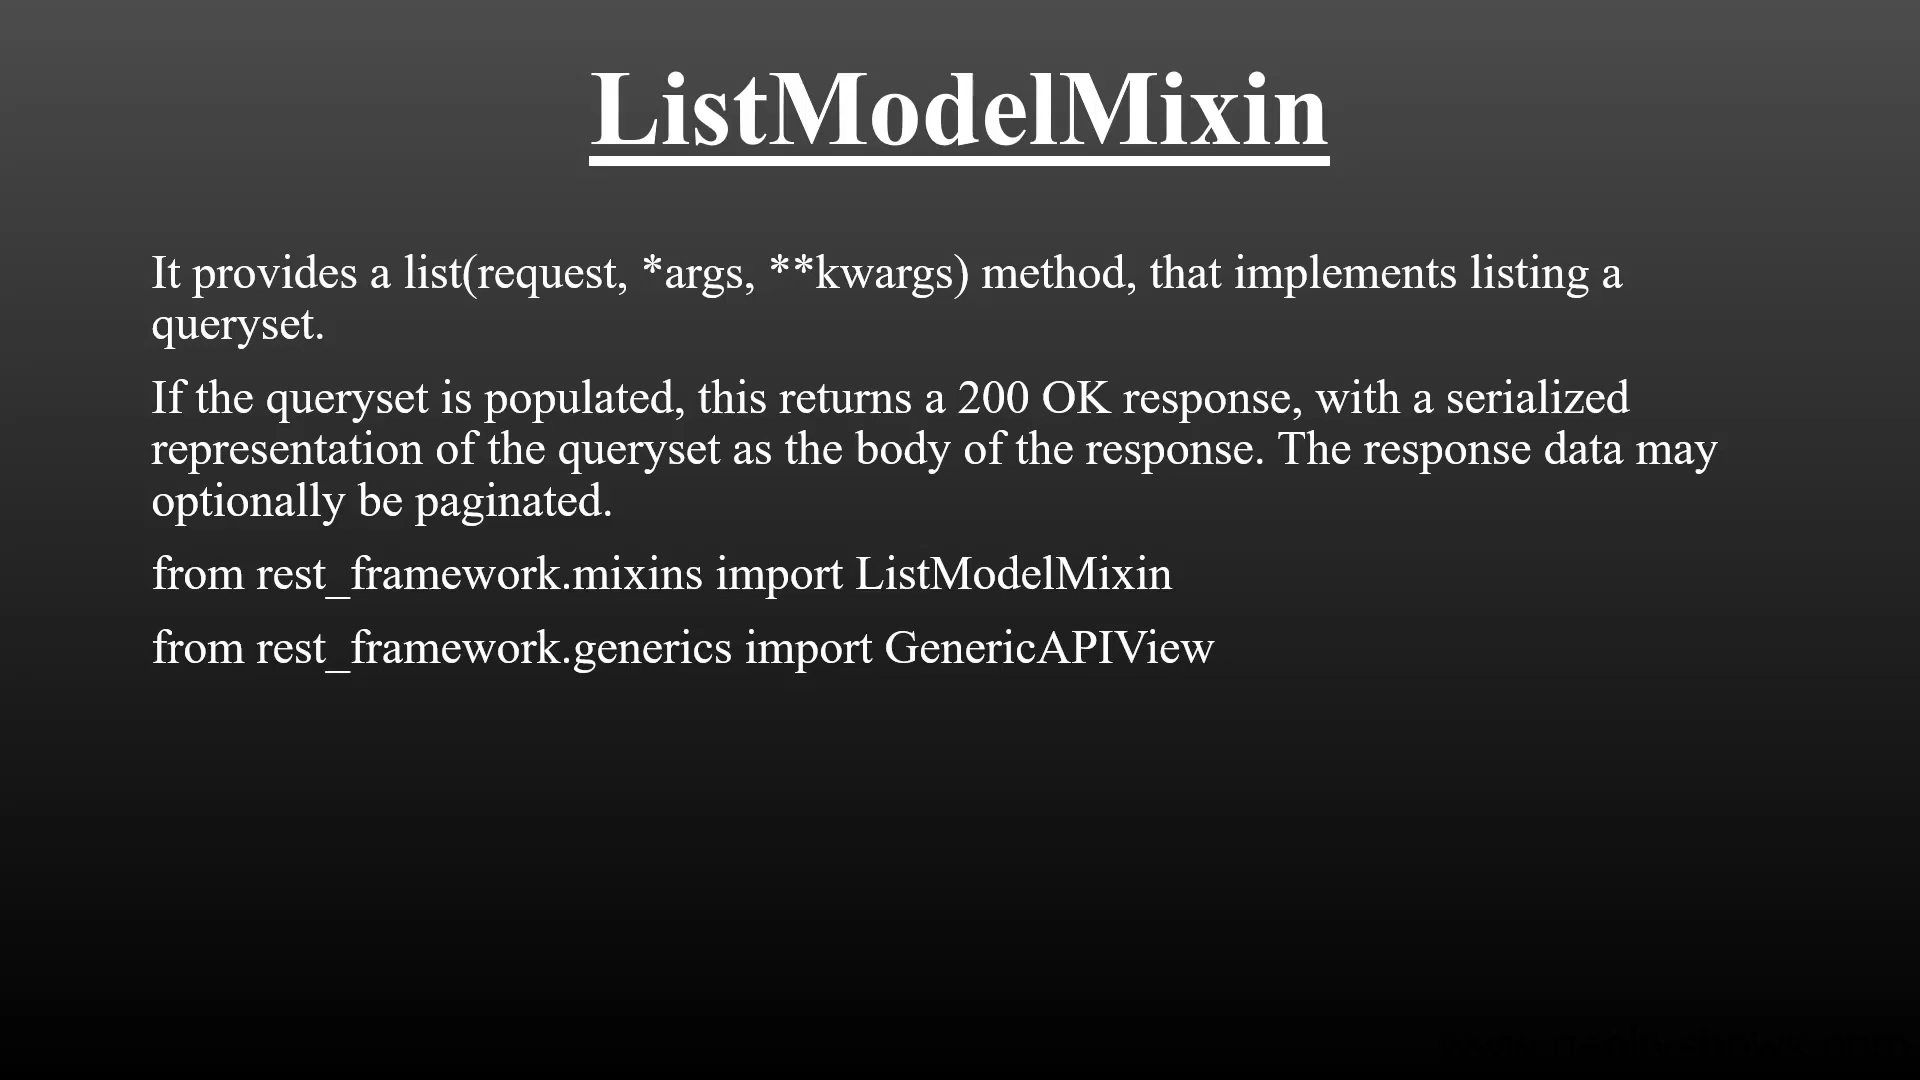 ListModelMixin
It provides a list(request, *args, **kwargs) method, that implements listing a
queryset.
If the queryset is populated, this returns a 200 OK response, with a serialized
representation of the queryset as the body of the response. The response data may
optionally be paginated.
from rest_framework.mixins import ListModelMixin
from rest_framework.generics import GenericAPIView